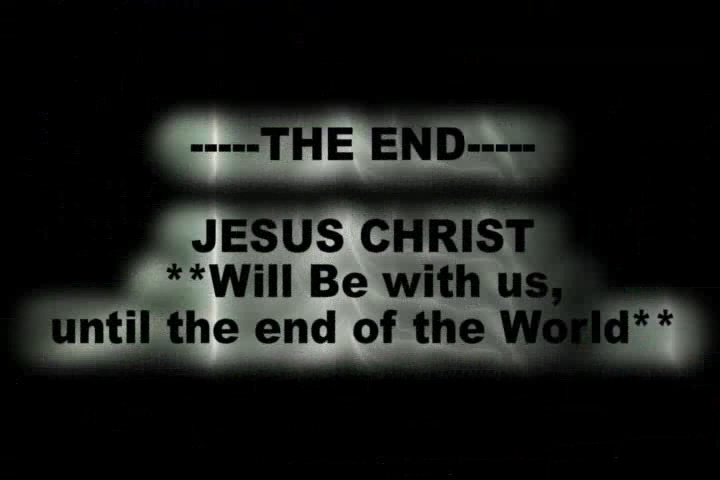 -----THE END-----
JESUS CHRIST
**Will Be with us,
until the end of the World**